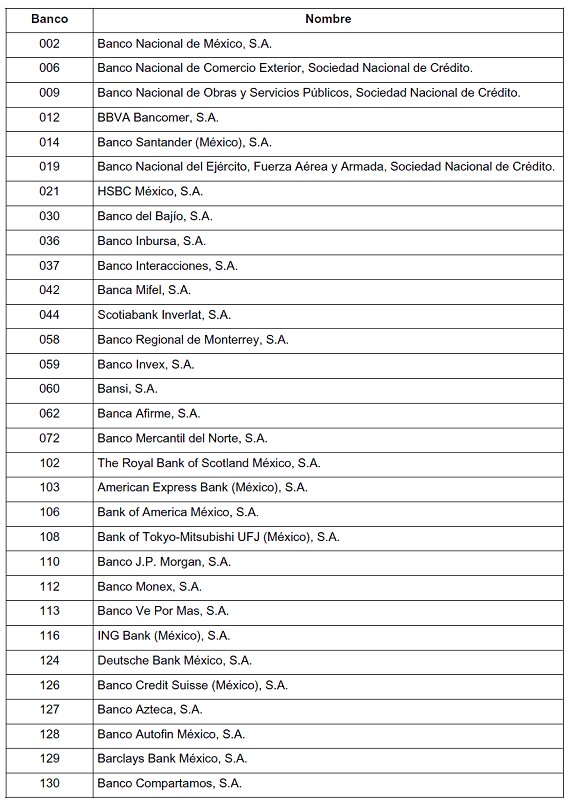 Banco Nombre
002 Banco Nacional de México, S.A.
006 Banco Nacional de Comercio Exterior, Sociedad Nacional de Crédito.
009 Banco Nacional de Obras y Servicios Públicos, Sociedad Nacional de Crédito.
012 BBVA Bancomer, S.A.
014 Banco Santander (México), S.A.
019 Banco Nacional del Ejército, Fuerza Aérea y Armada, Sociedad Nacional de Crédito.
021 HSBC México, S.A.
030 Banco del Bajío, S.A.
036 Banco Inbursa, S.A.
037 Banco Interacciones, S.A.
042 Banca Mifel, S.A.
044 Scotiabank Inverlat, S.A.
058 Banco Regional de Monterrey, S.A.
059 Banco Invex, S.A.
060 Bansi, S.A.
062 Banca Afirme, S.A.
072 Banco Mercantil del Norte, S.A.
102 The Royal Bank of Scotland México, S.A.
103 American Express Bank (México), S.A.
106 Bank of America México, S.A.
108 Bank of Tokyo-Mitsubishi UFJ (México), S.A.
110 Banco J.P. Morgan, S.A.
112 Banco Monex, S.A.
113 Banco Ve Por Mas, S.A.
116 ING Bank (México), S.A.
124 Deutsche Bank México, S.A.
126 Banco Credit Suisse (México), S.A.
127 Banco Azteca, S.A.
128 Banco Autofin México, S.A.
129 Barclays Bank México, S.A.
130 Banco Compartamos, S.A.